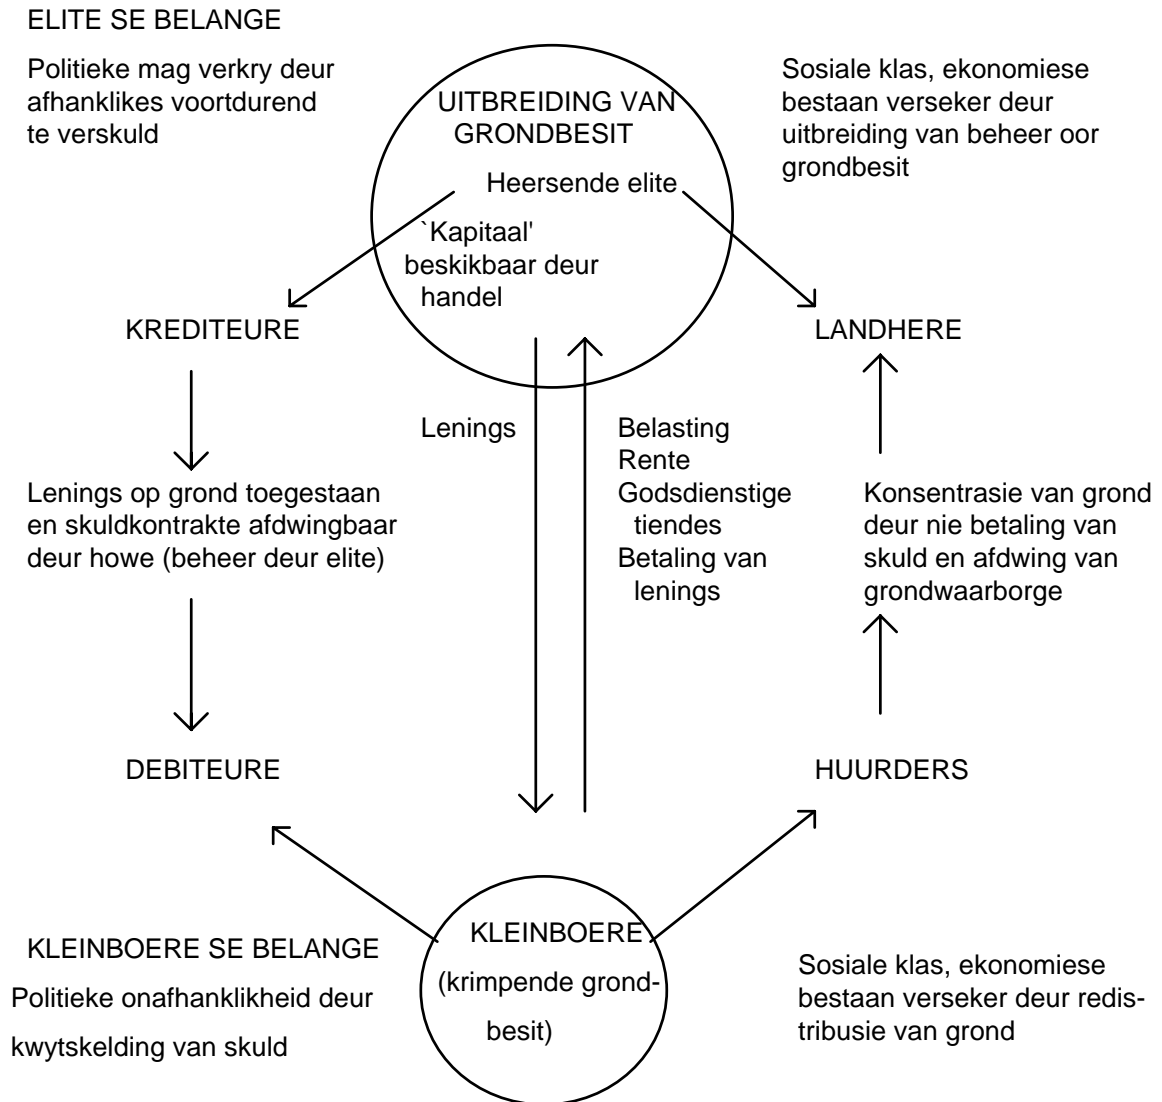 ELITE SE BELANGE
Politieke mag verkry deur
afhanklikes voortdurend
te verskuld
UITBREIDING VAN
GRONDBESIT
Heersende elite
`Kapitaal'
beskikbaar deur
handel
Sosiale klas, ekonomiese
bestaan verseker deur
uitbreiding van beheer oor
grondbesit
KREDITEURE
LANDHERE
Lenings
Belasting
Rente
Godsdienstige
tiendes
Betaling van
lenings
Lenings op grond toegestaan
en skuldkontrakte afdwingbaar
deur howe (beheer deur elite)
Konsentrasie van grond
deur nie betaling van
skuld en afdwing van
grondwaarborge
DEBITEURE
HUURDERS
KLEINBOERE SE BELANGE
Politieke onafhanklikheid deur
kwytskelding van skuld
KLEINBOERE
(krimpende grond-
besit)
Sosiale klas, ekonomiese
bestaan verseker deur redis-
tribusie van grond